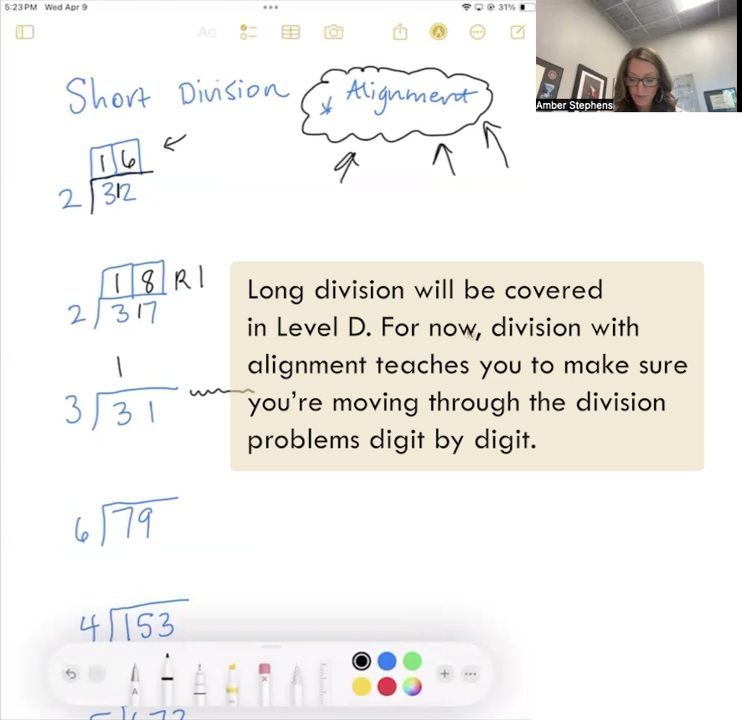 5:23 PM Wed Apr 9
31%
Amber Stephens
Short Division * Alignment
16
2 312
18 R1
2 317
1
3 31
Long division will be covered
in Level D. For now, division with
alignment teaches you to make sure
you're moving through the division
problems digit by digit.
6 79
4 153
A